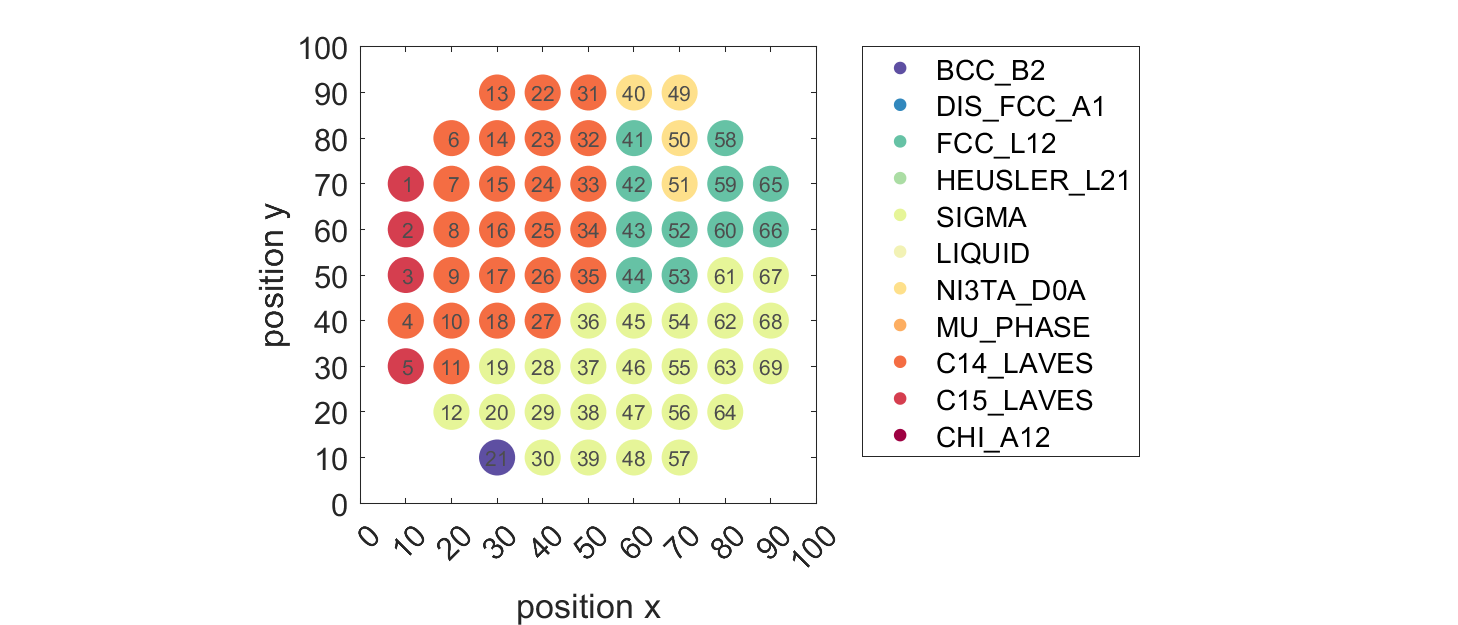 100
90
80
70
60
50
40
30
20
10
0
position y
13 22 31 40 49
6 14 23 32 41 50 58
1 7 15 24 33 42 51 59 65
2 8 16 25 34 43 52 60 66
3 9 17 26 35 44 53 61 67
4 10 18 27 36 45 54 62 68
5 11 19 28 37 46 55 63 69
12 20 29 38 47 56 64
21 30 39 48 57
0 10 20 30 40 50 60 70 80 90 100
position x
BCC_B2
DIS_FCC_A1
FCC_L12
HEUSLER_L21
SIGMA
LIQUID
NI3TA_D0A
MU_PHASE
C14_LAVES
C15_LAVES
CHI_A12